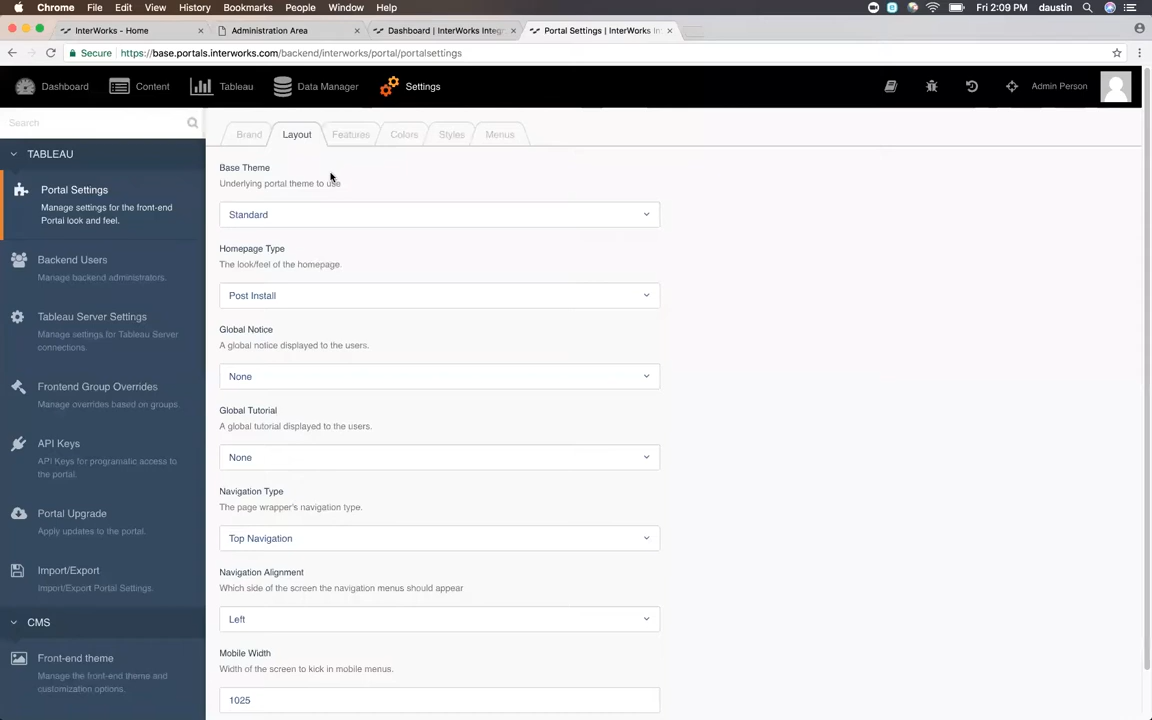 Chrome File Edit View History Bookmarks People Window Help Fri 2:09 PM daustin
InterWorks - Home Administration Area Dashboard | InterWorks Integ Portal Settings | InterWorks In
Secure https://base.portals.interworks.com/backend/interworks/portal/portalsettings
Dashboard Content Tableau Data Manager Settings Admin Person
Search
Brand Layout Features Colors Styles Menus
TABLEAU
Portal Settings
Manage settings for the front-end
Portal look and feel.
Backend Users
Manage backend administrators.
Tableau Server Settings
Manage settings for Tableau Server
connections.
Frontend Group Overrides
Manage overrides based on groups.
API Keys
API Keys for programatic access to
the portal.
Portal Upgrade
Apply updates to the portal.
Import/Export
Import/Export Portal Settings.
CMS
Front-end theme
Manage the front-end theme and
customization options.
Base Theme
Underlying portal theme to use
Standard
Homepage Type
The look/feel of the homepage.
Post Install
Global Notice
A global notice displayed to the users.
None
Global Tutorial
A global tutorial displayed to the users.
None
Navigation Type
The page wrapper's navigation type.
Top Navigation
Navigation Alignment
Which side of the screen the navigation menus should appear
Left
Mobile Width
Width of the screen to kick in mobile menus.
1025